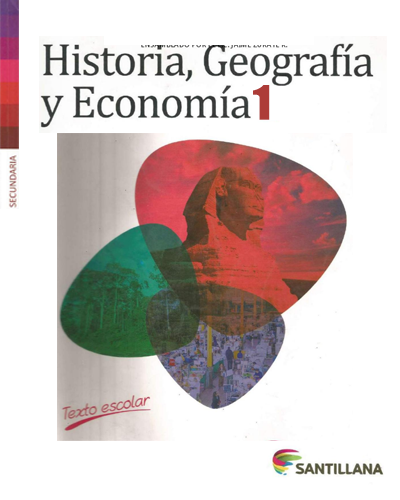 Historia, Geografía
y Economía1
SECUNDARIA
Texto escolar
SANTILLANA